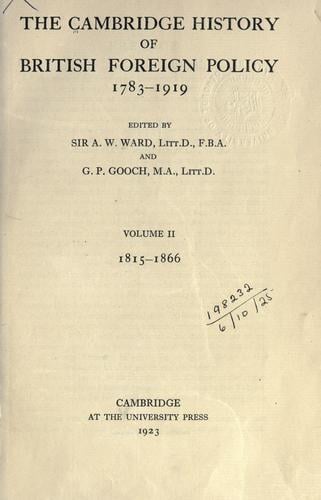 THE CAMBRIDGE HISTORY
OF
BRITISH FOREIGN POLICY
1783–1919
EDITED BY
SIR A. W. WARD, LITT.D., F.B.A.
AND
G. P. GOOCH, M.A., LITT.D.
VOLUME II
1815–1866
198232
6/10/25
CAMBRIDGE
AT THE UNIVERSITY PRESS
1923